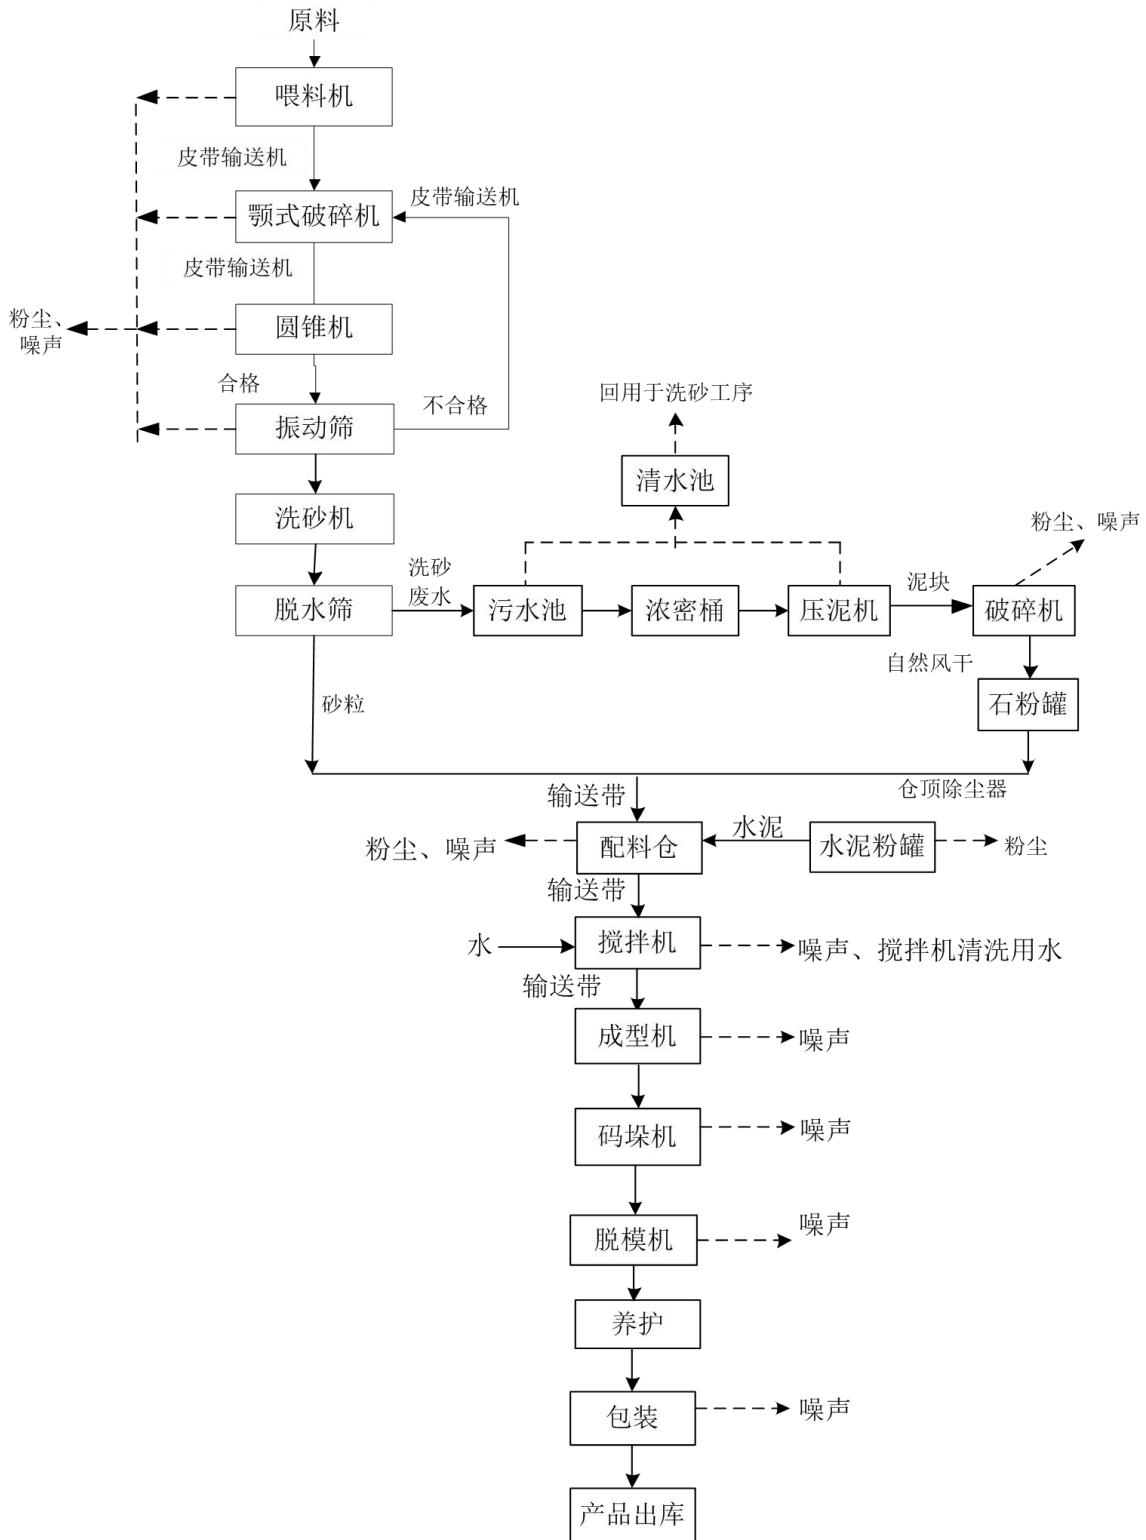 原料
喂料机
皮带输送机
颚式破碎机
皮带输送机
皮带输送机
圆锥机
粉尘、
噪声
合格
不合格
振动筛
回用于洗砂工序
清水池
洗砂机
粉尘、噪声
脱水筛
洗砂
废水
污水池
浓密桶
压泥机
泥块
破碎机
自然风干
石粉罐
砂粒
仓顶除尘器
输送带
粉尘、噪声
配料仓
水泥
水泥粉罐
粉尘
输送带
水
搅拌机
噪声、搅拌机清洗用水
输送带
成型机
噪声
码垛机
噪声
脱模机
噪声
养护
包装
噪声
产品出库